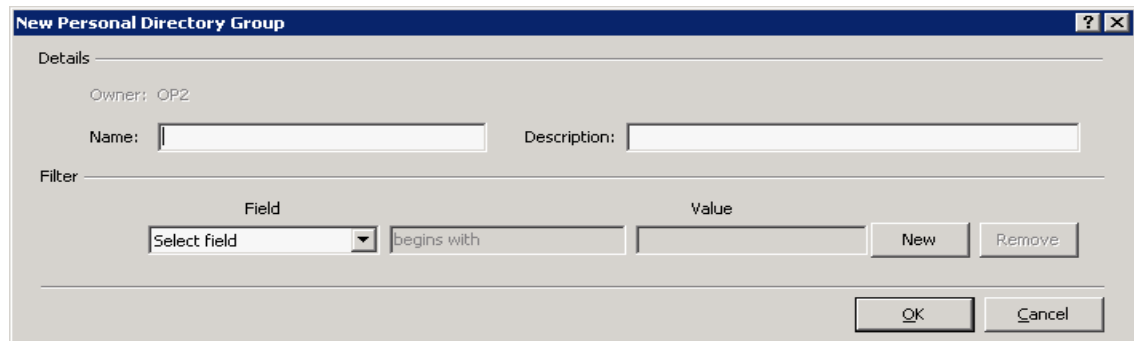 New Personal Directory Group
Details
Owner: OP2
Name: Description:
Filter
Field Value
Select field begins with New Remove
OK Cancel